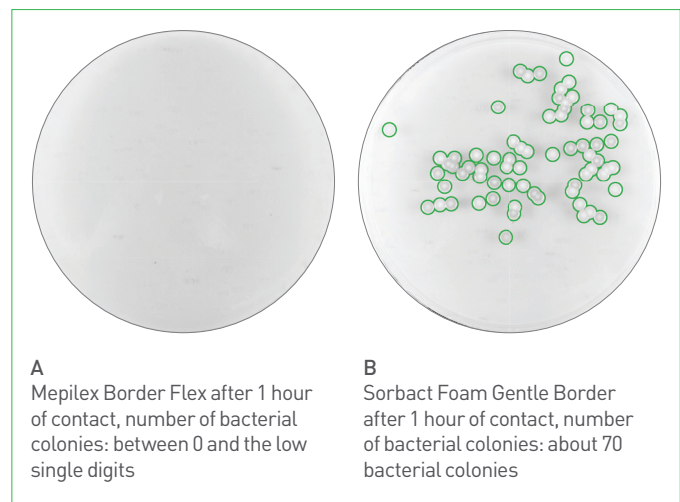 A
Mepilex Border Flex after 1 hour
of contact, number of bacterial
colonies: between 0 and the low
single digits
B
Sorbact Foam Gentle Border
after 1 hour of contact, number
of bacterial colonies: about 70
bacterial colonies